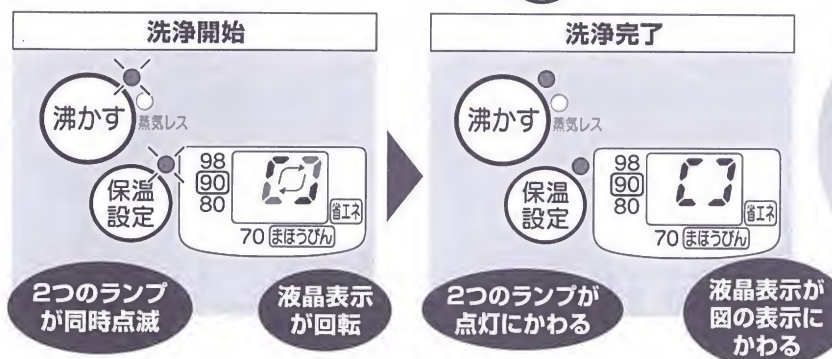 洗浄開始
沸かす
蒸気レス
保温
設定
98
90
80
70 まほうびん
省エネ
2つのランプ
が同時点滅
液晶表示
が回転
洗浄完了
沸かす
蒸気レス
保温
設定
98
90
80
70 まほうびん
省エネ
2つのランプが
点灯にかわる
液晶表示が
図の表示に
かわる